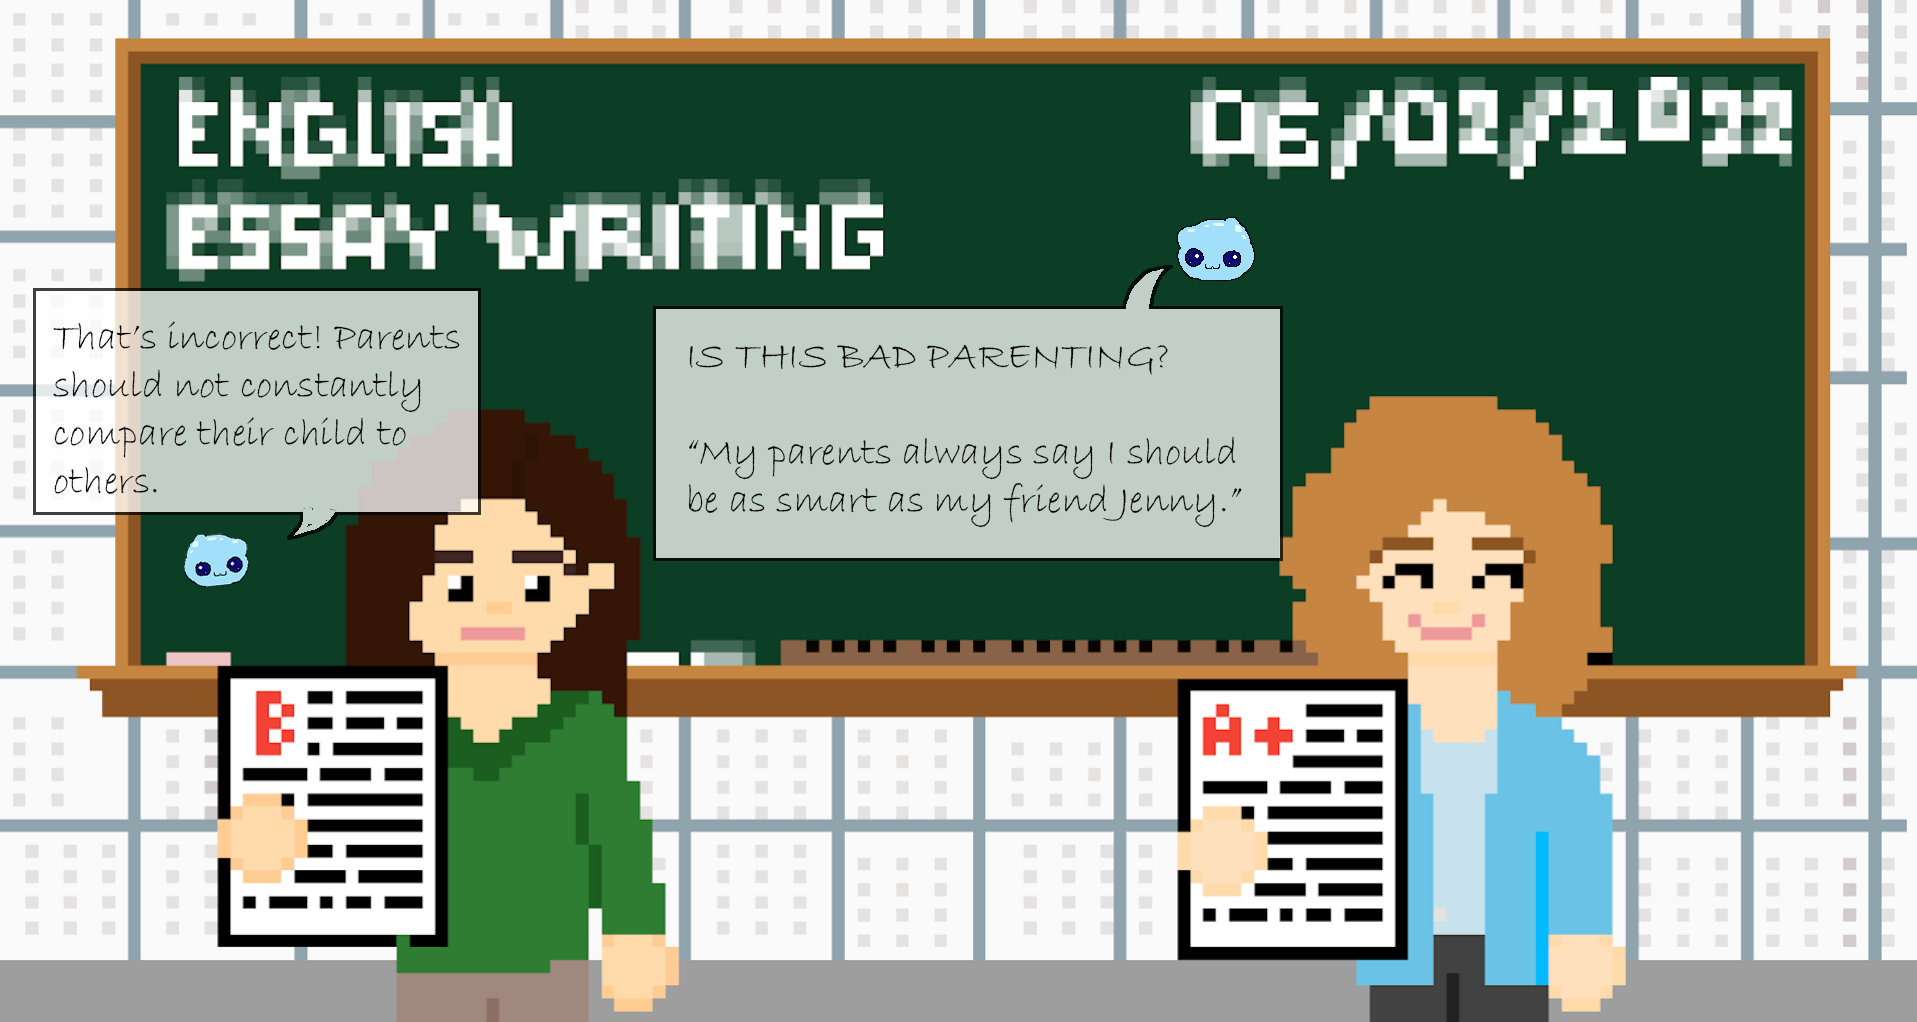 ENGLISH
06/02/2022
ESSAY WRITING
That's incorrect! Parents
should not constantly
compare their child to
others.
IS THIS BAD PARENTING?
“My parents always say I should
be as smart as my friend Jenny.”
B
A+